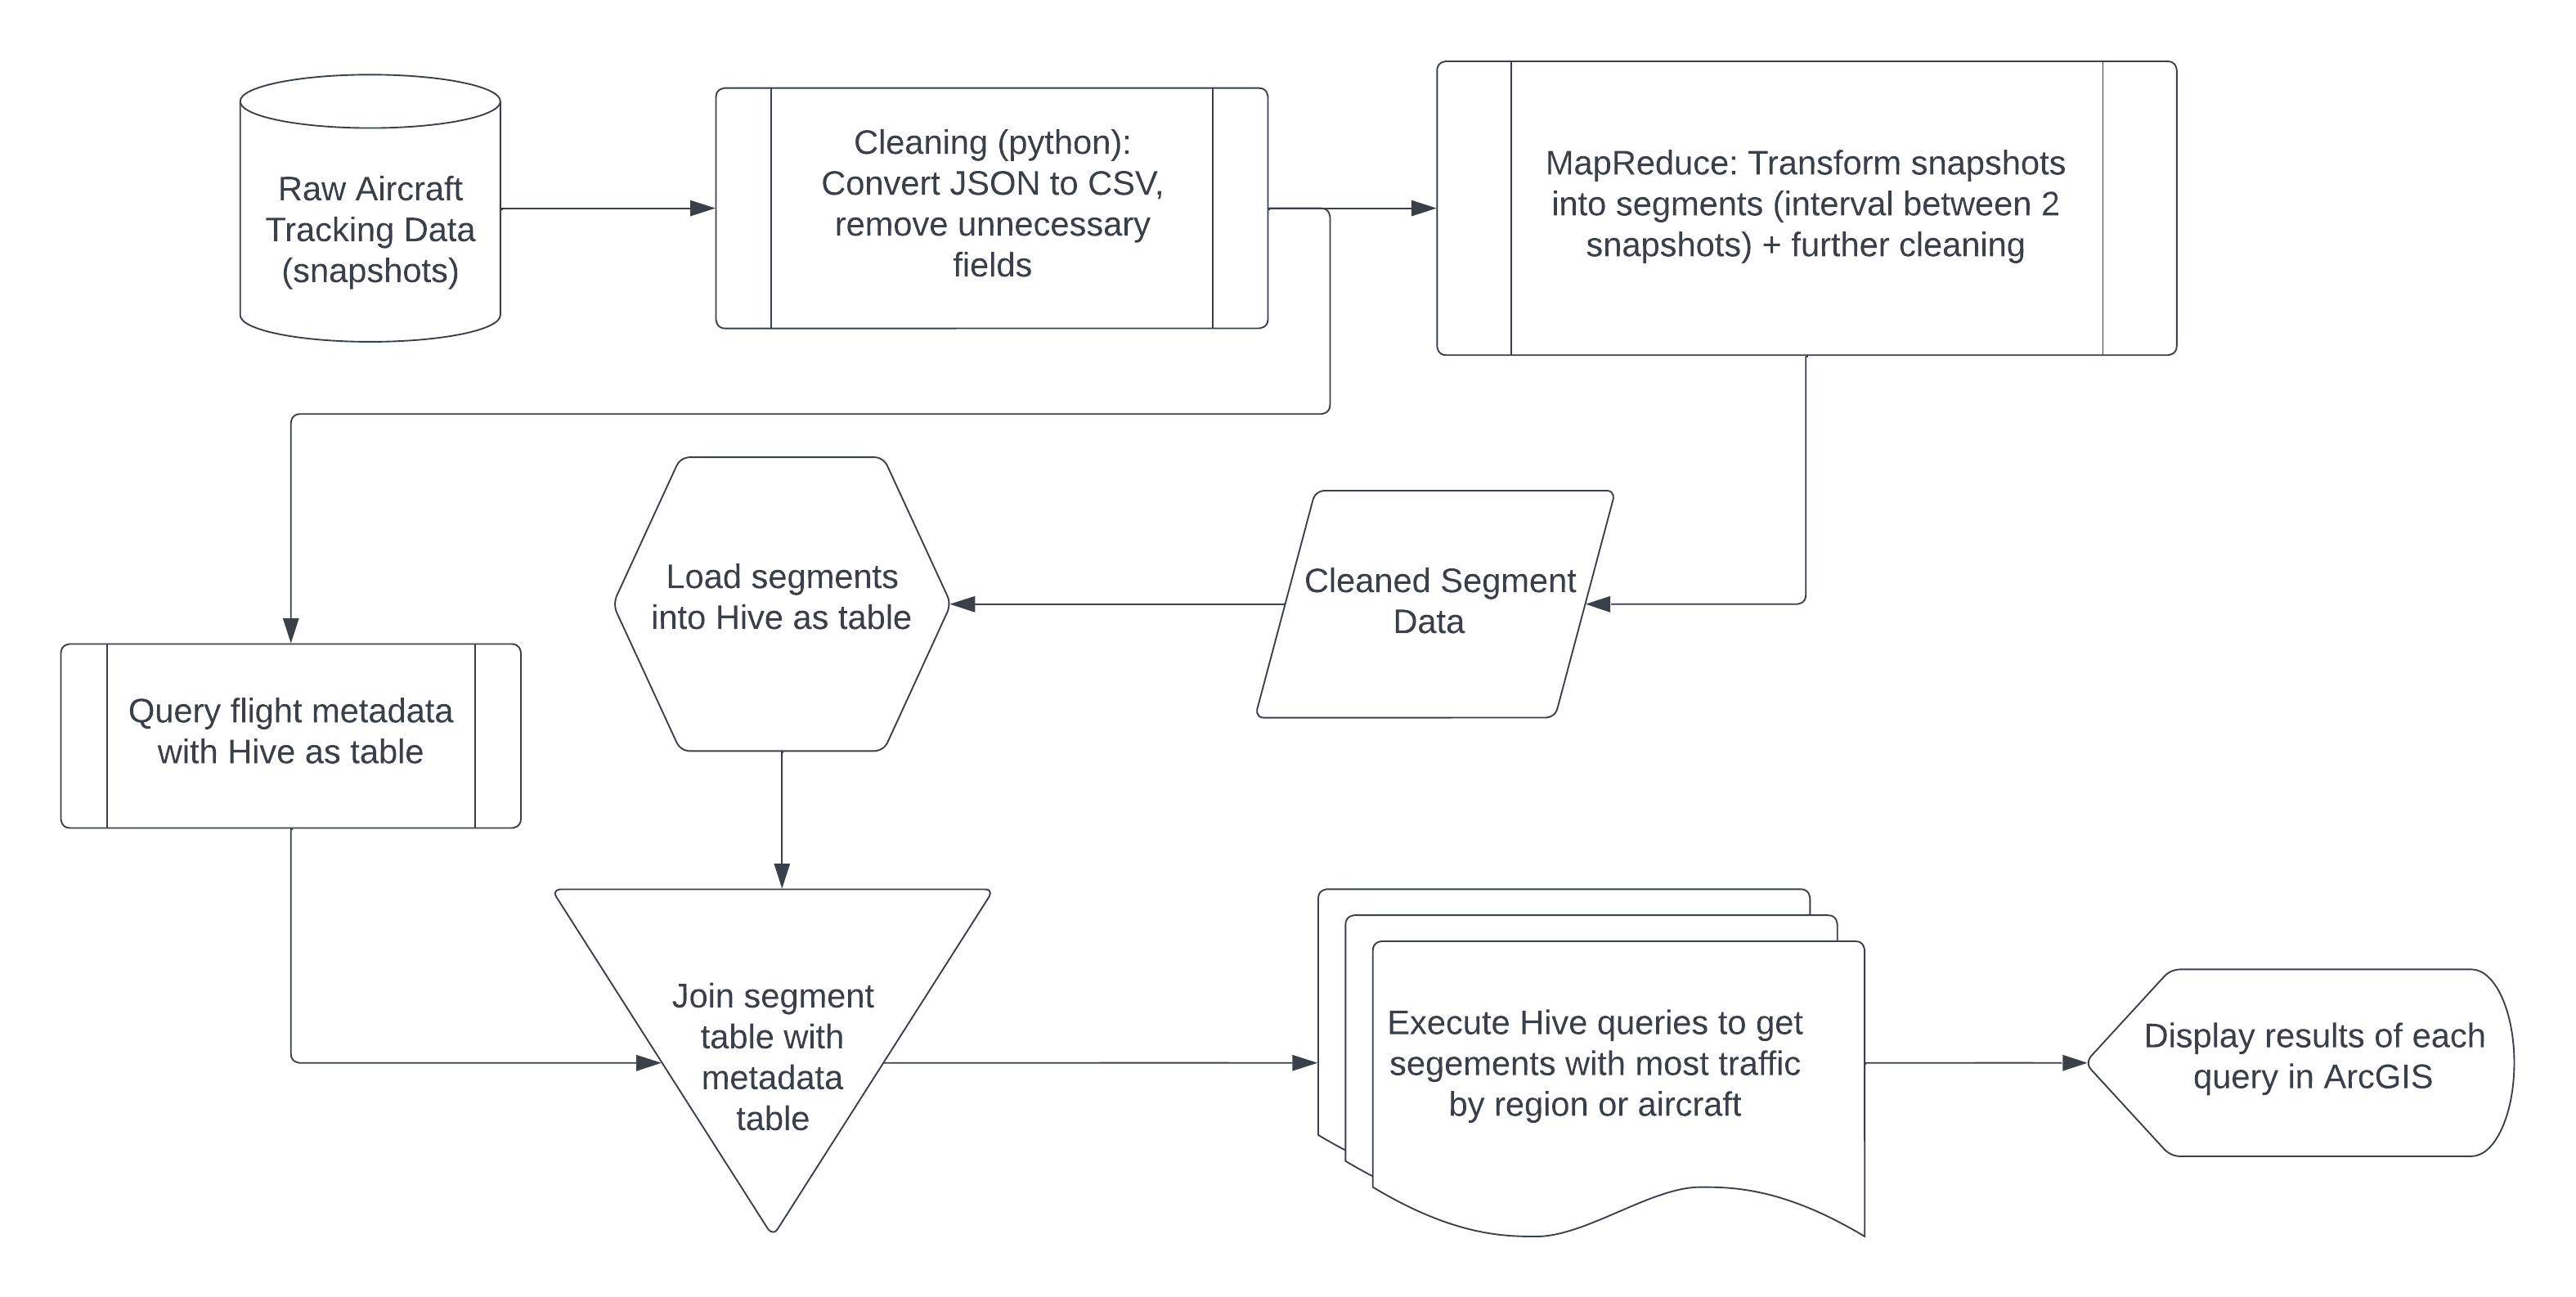 Raw Aircraft
Tracking Data
(snapshots)
Cleaning (python):
Convert JSON to CSV,
remove unnecessary
fields
MapReduce: Transform snapshots
into segments (interval between 2
snapshots) + further cleaning
Cleaned Segment
Data
Load segments
into Hive as table
Query flight metadata
with Hive as table
Join segment
table with
metadata
table
Execute Hive queries to get
segements with most traffic
by region or aircraft
Display results of each
query in ArcGIS